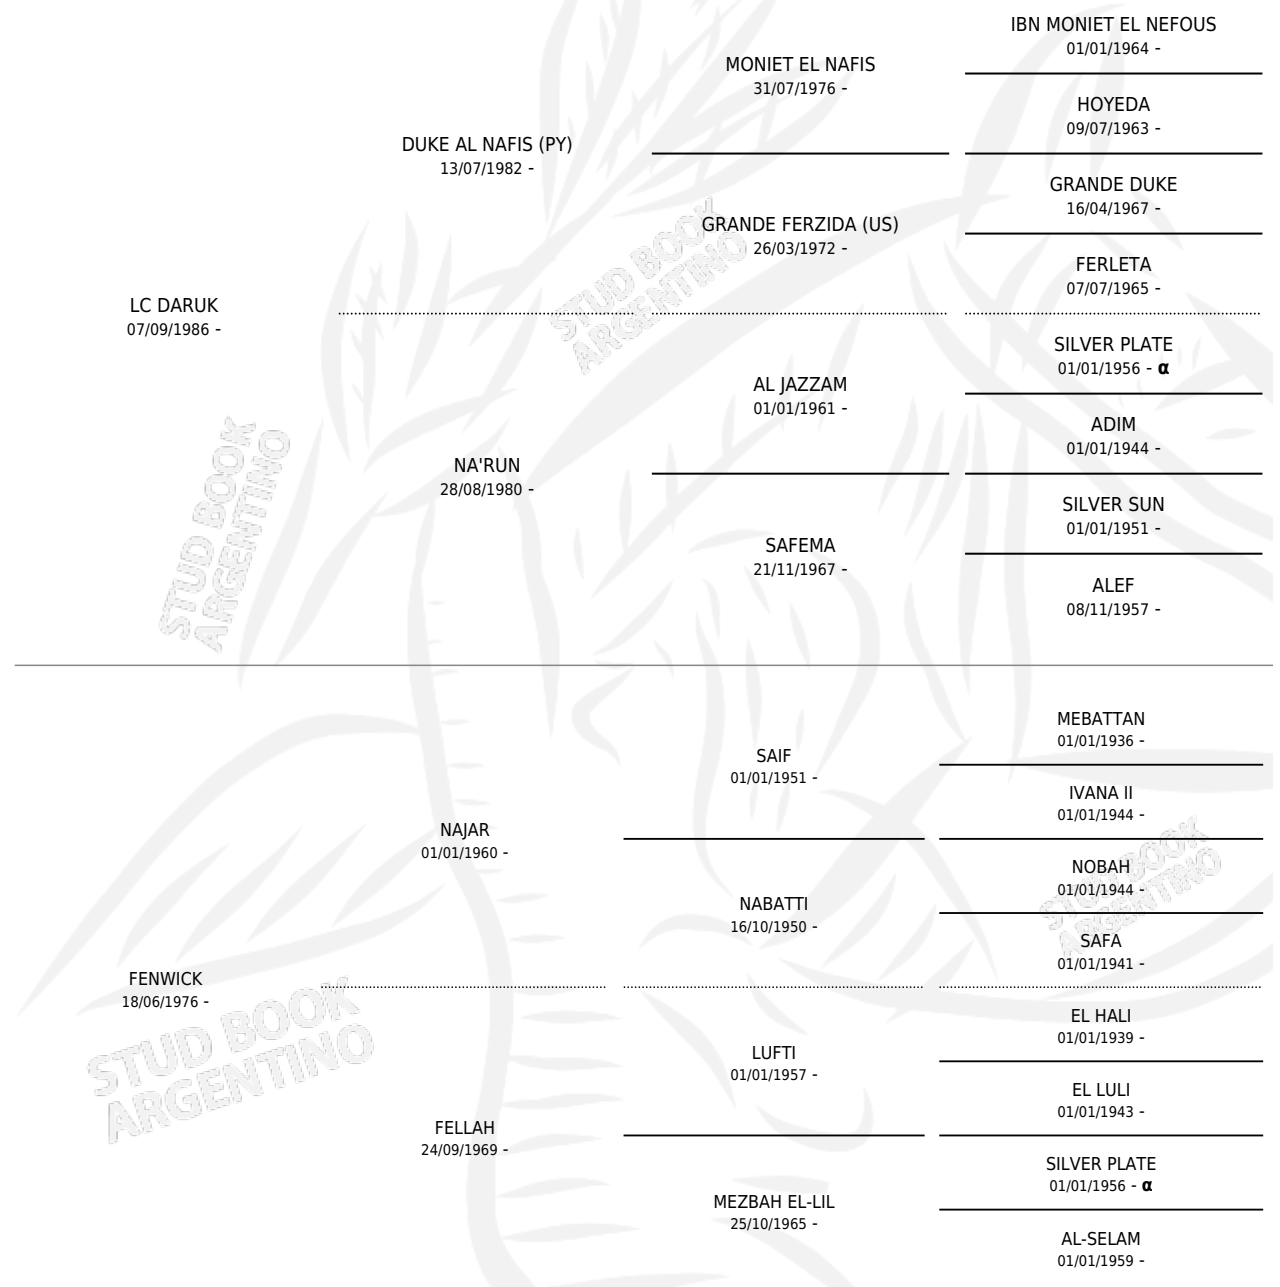 IBN MONIET EL NEFOUS
01/01/1964 -
MONIET EL NAFIS
31/07/1976 -
HOYEDA
09/07/1963 -
DUKE AL NAFIS (PY)
13/07/1982 -
GRANDE DUKE
16/04/1967 -
GRANDE FERZIDA (US)
26/03/1972 -
FERLETA
07/07/1965 -
LC DARUK
07/09/1986 -
SILVER PLATE
01/01/1956 - α
AL JAZZAM
01/01/1961 -
ADIM
01/01/1944 -
NA'RUN
28/08/1980 -
SILVER SUN
01/01/1951 -
SAFEMA
21/11/1967 -
ALEF
08/11/1957 -
MEBATTAN
01/01/1936 -
SAIF
01/01/1951 -
IVANA II
01/01/1944 -
NAJAR
01/01/1960 -
NOBAH
01/01/1944 -
NABATTI
16/10/1950 -
SAFA
01/01/1941 -
FENWICK
18/06/1976 -
EL HALI
01/01/1939 -
LUFTI
01/01/1957 -
EL LULI
01/01/1943 -
FELLAH
24/09/1969 -
SILVER PLATE
01/01/1956 - α
MEZBAH EL-LIL
25/10/1965 -
AL-SELAM
01/01/1959 -
STUD BOOK
ARGENTINO
STUD BOOK
ARGENTINO
STUD BOOK
ARGENTINO
STUD BOOK
ARGENTINO